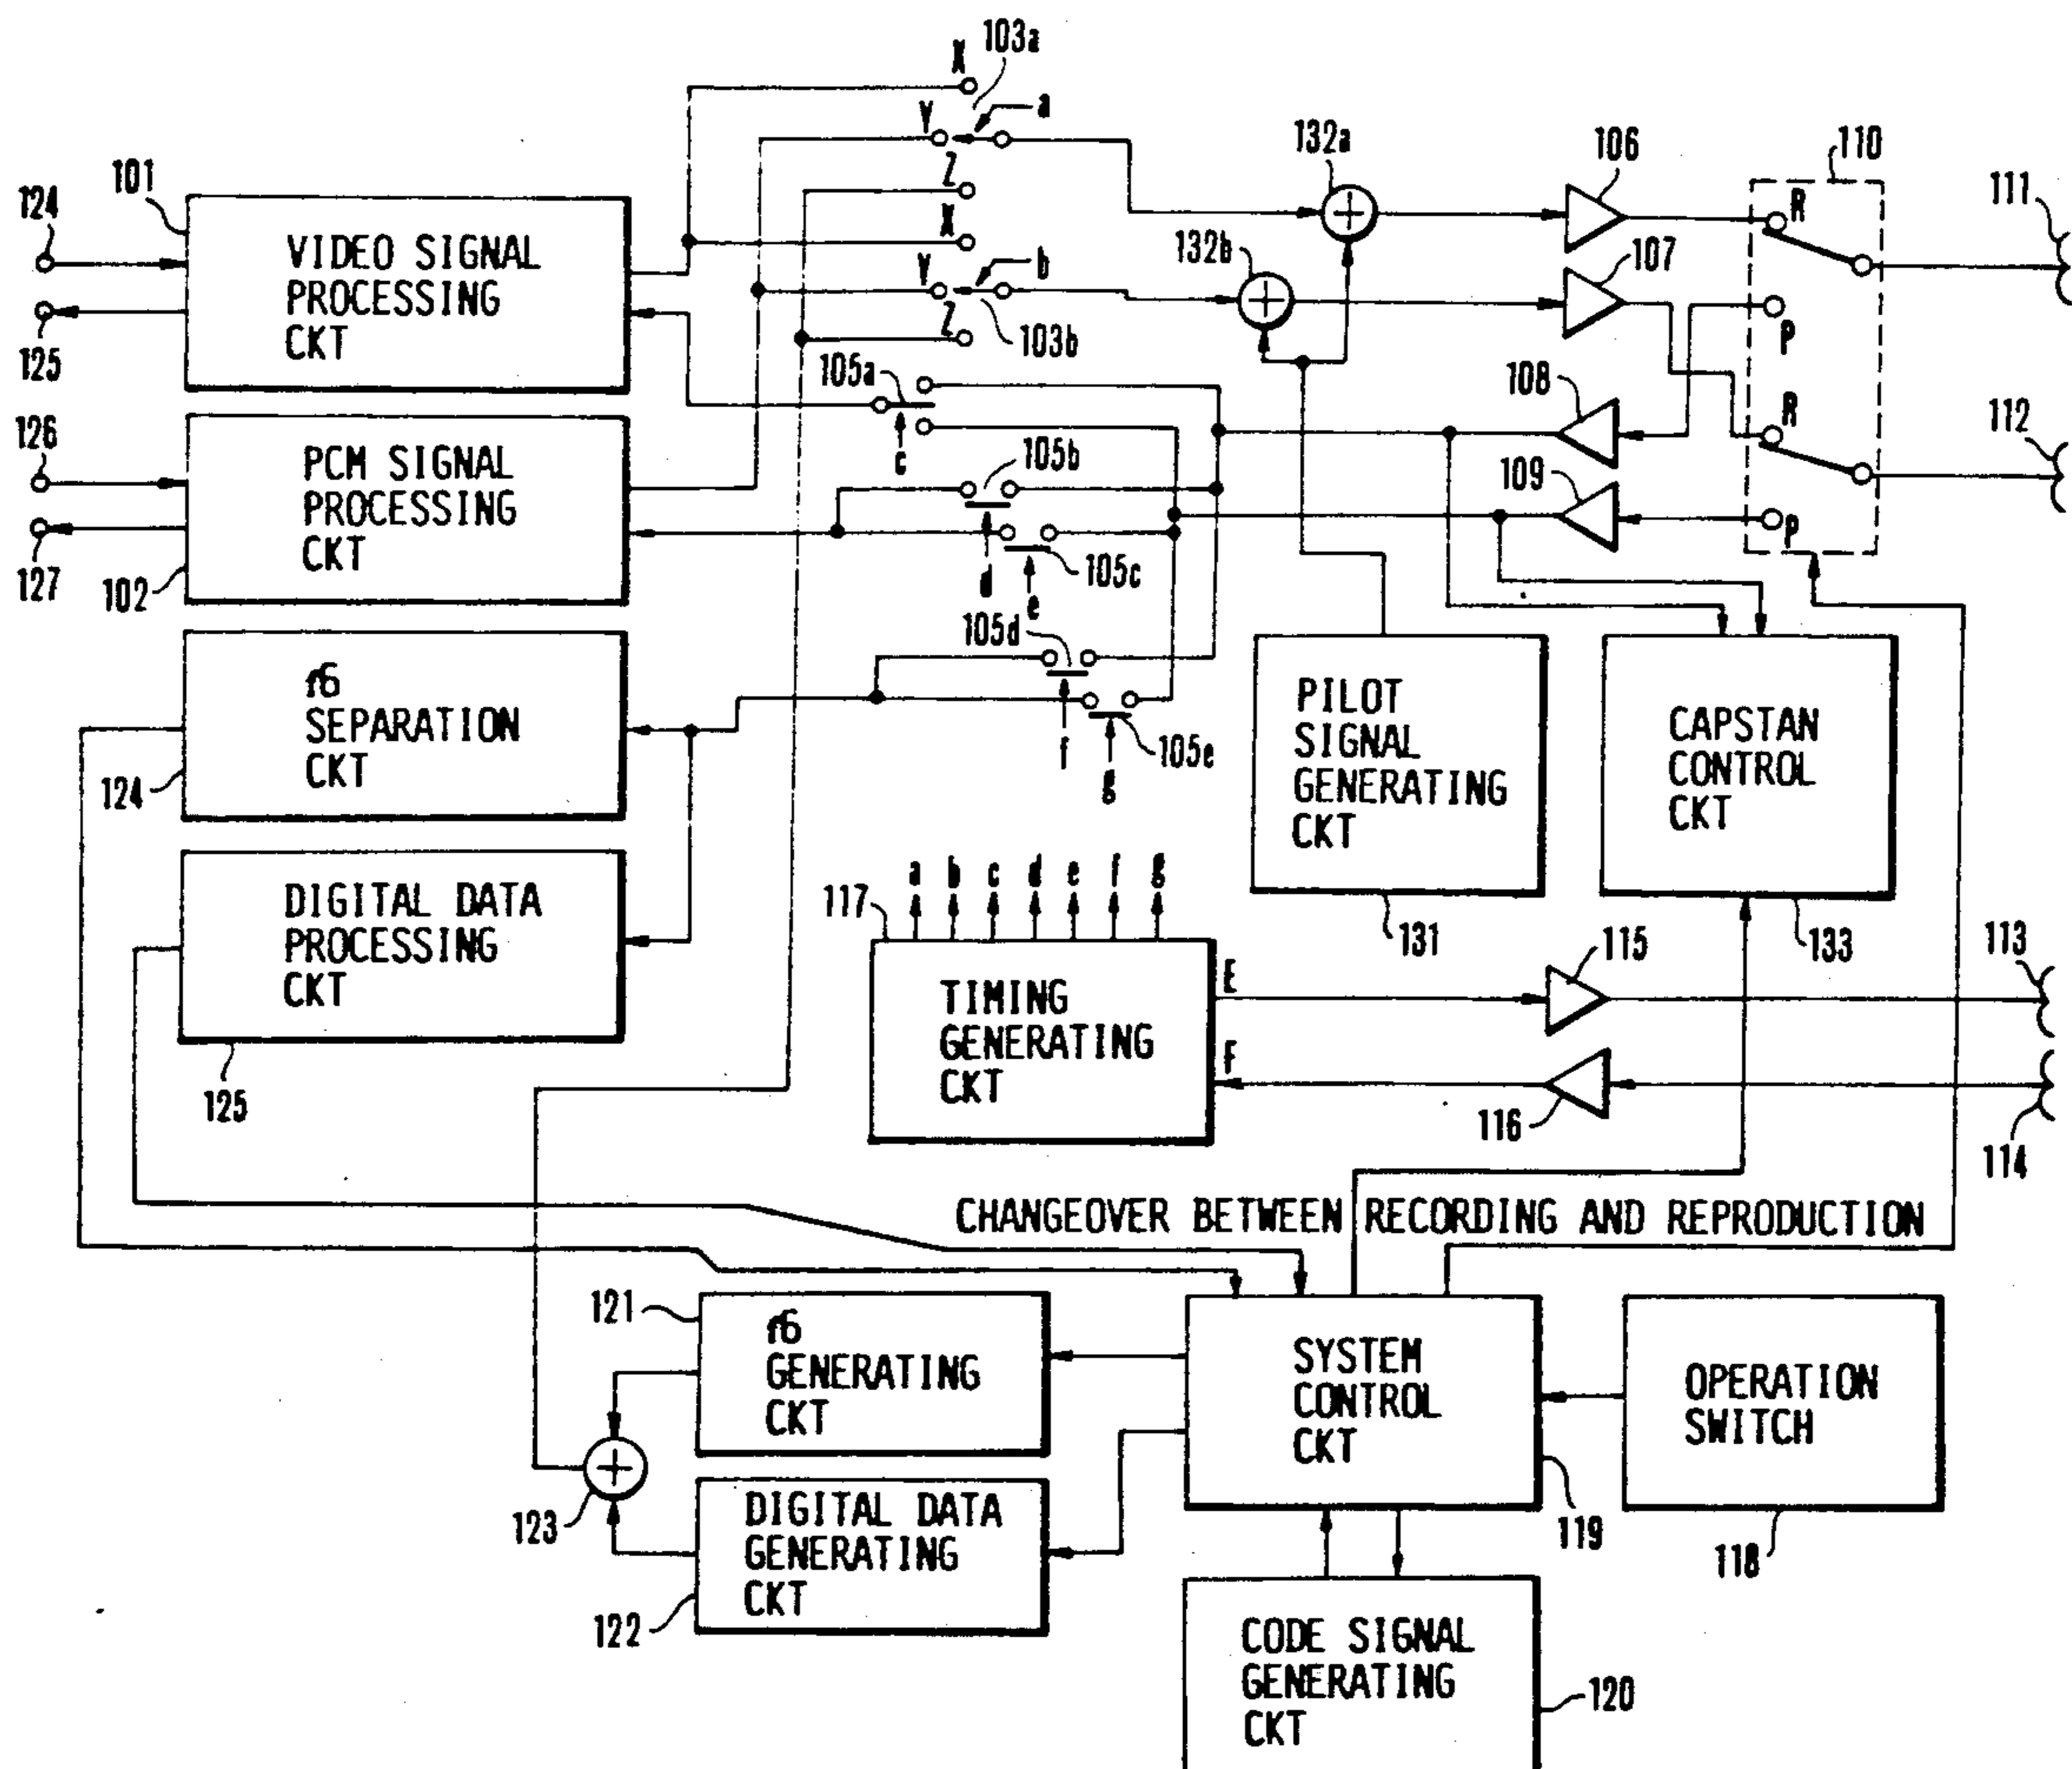 103a
X
a
Y
132a
106
110
101
Z
R
111
124
VIDEO SIGNAL
PROCESSING
CKT
X
132b
107
Y
b
125
Z
103b
P
105a
108
R
112
126
PCM SIGNAL
PROCESSING
CKT
c
105b
109
127
102
d
105c
P
e
105d
f6
SEPARATION
CKT
124
f
105e
g
PILOT
SIGNAL
GENERATING
CKT
CAPSTAN
CONTROL
CKT
a b c d e f g
117
131
133
113
DIGITAL DATA
PROCESSING
CKT
125
TIMING
GENERATING
CKT
E
115
F
116
114
CHANGEOVER BETWEEN RECORDING AND REPRODUCTION
121
f6
GENERATING
CKT
SYSTEM
CONTROL
CKT
OPERATION
SWITCH
123
119
118
DIGITAL DATA
GENERATING
CKT
122
CODE SIGNAL
GENERATING
CKT
120